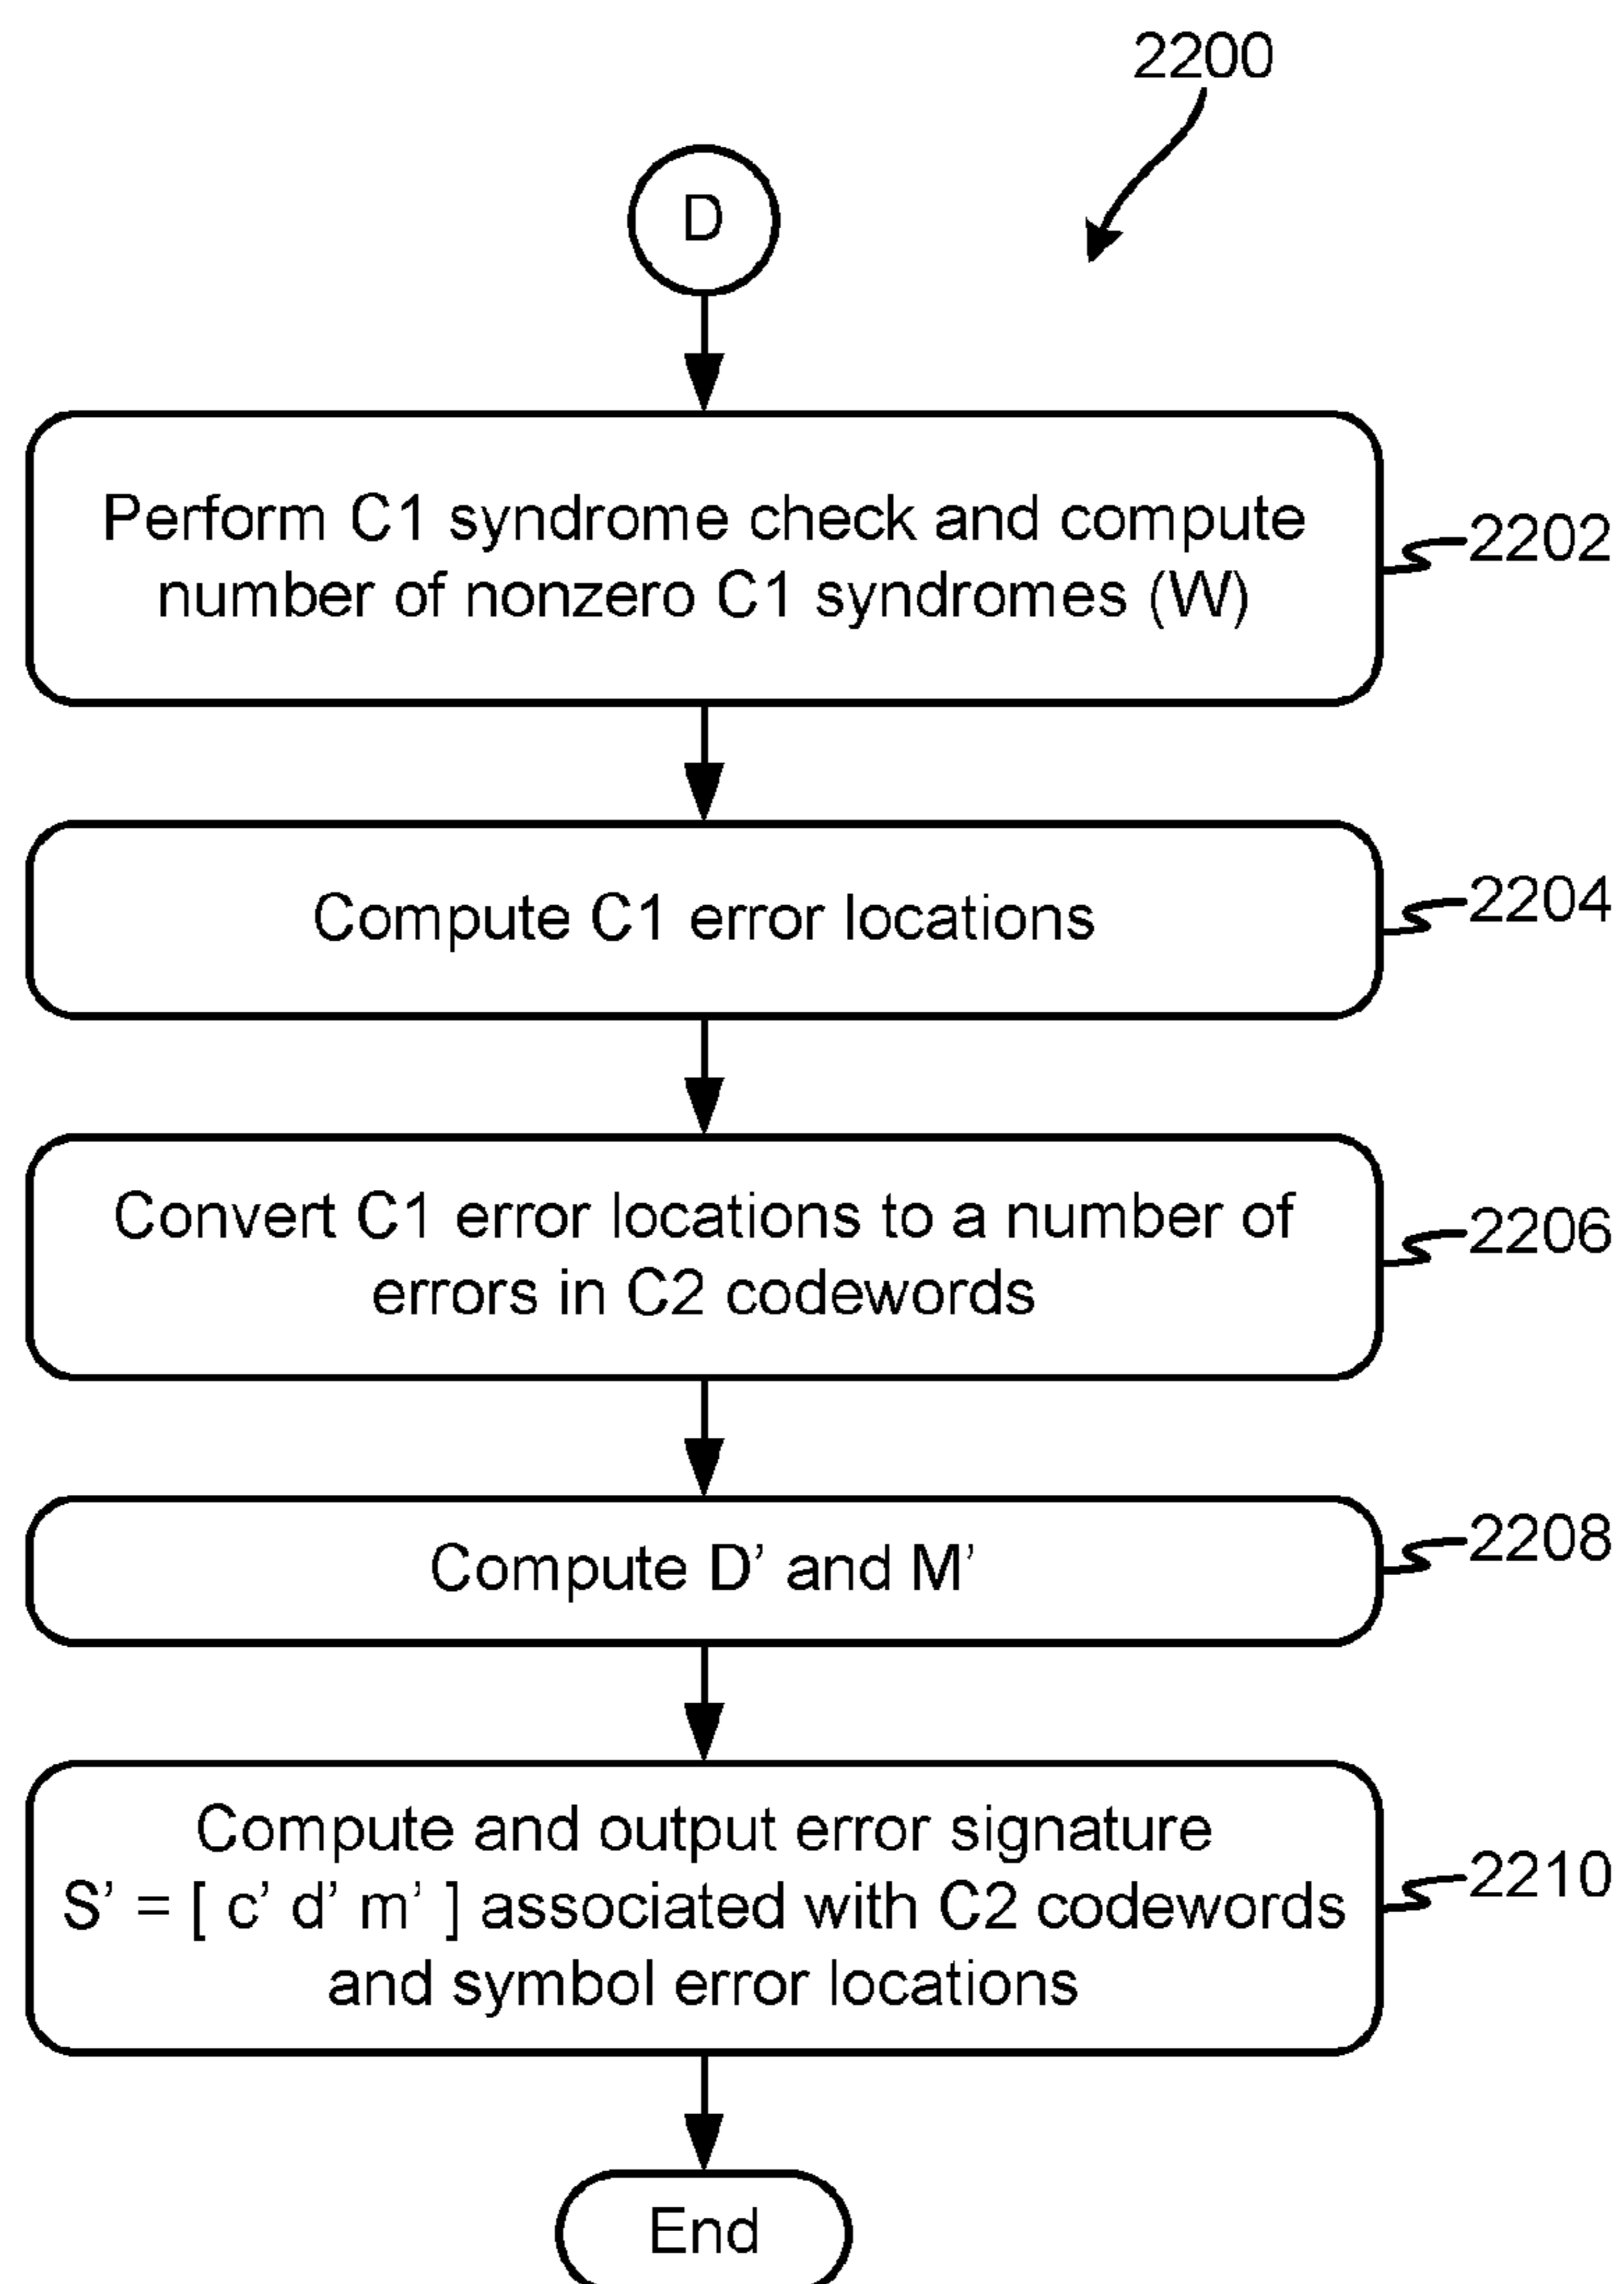 2200
D
Perform C1 syndrome check and compute
number of nonzero C1 syndromes (W)
2202
Compute C1 error locations
2204
Convert C1 error locations to a number of
errors in C2 codewords
2206
Compute D’ and M’
2208
Compute and output error signature
S’ = [ c’ d’ m’ ] associated with C2 codewords
and symbol error locations
2210
End